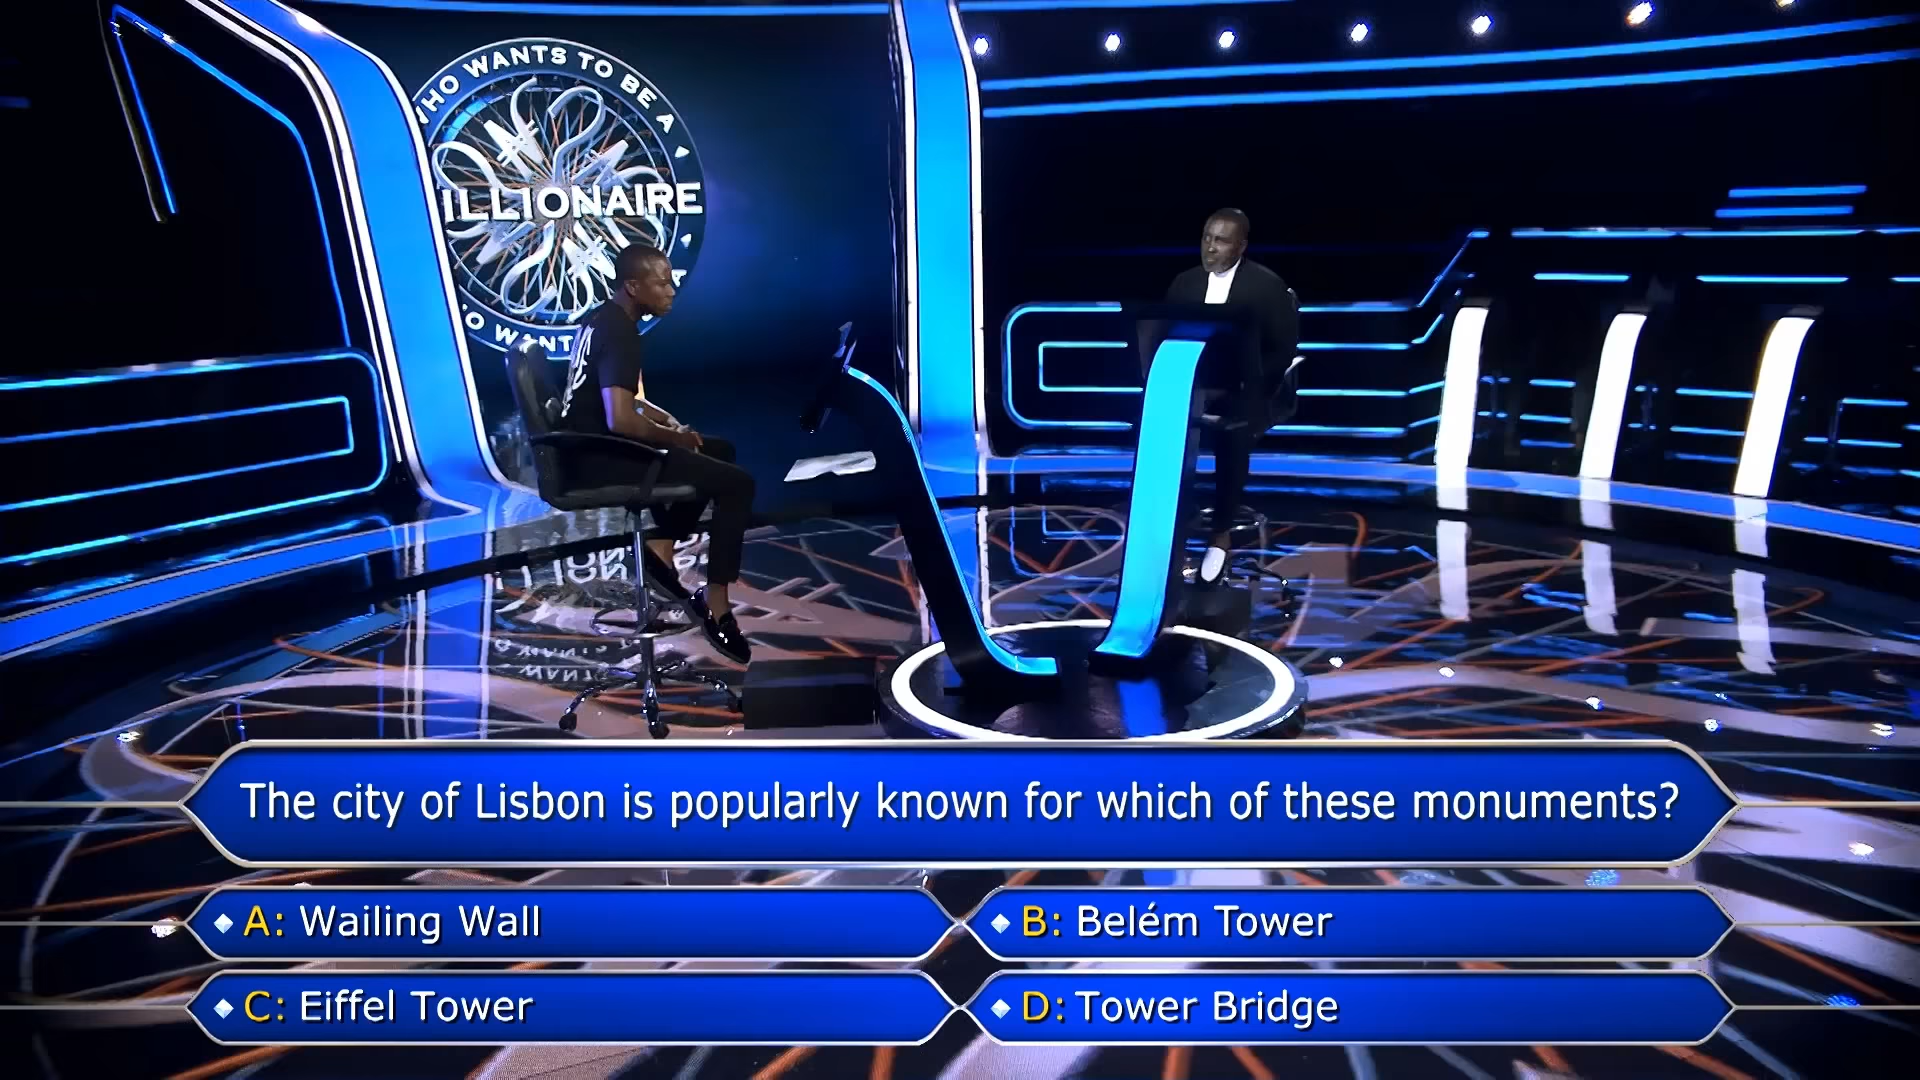 WHO WANTS TO BE A
ILLIONAIRE
The city of Lisbon is popularly known for which of these monuments?
A: Wailing Wall
B: Belém Tower
C: Eiffel Tower
D: Tower Bridge